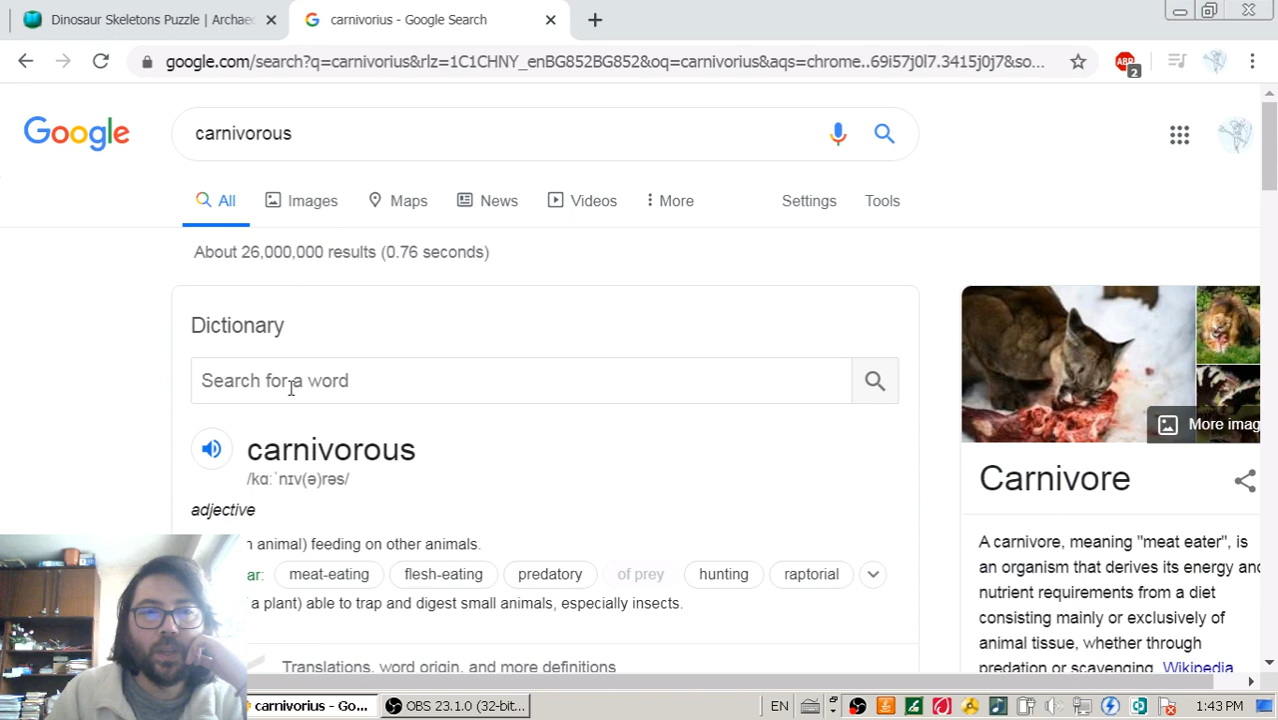 Dinosaur Skeletons Puzzle | Archaeo
carnivorius - Google Search
google.com/search?q=carnivorius&rlz=1C1CHNY_enBG852BG852&oq=carnivorius&aqs=chrome..69i57j0l7.3415j0j7&so...
ABP
2
Google
carnivorous
All Images Maps News Videos More Settings Tools
About 26,000,000 results (0.76 seconds)
Dictionary
Search for a word
carnivorous
/kɑːˈnɪv(ə)rəs/
adjective
animal) feeding on other animals.
ar: meat-eating flesh-eating predatory of prey hunting raptorial
a plant) able to trap and digest small animals, especially insects.
Translations, word origin, and more definitions
More imag
Carnivore
A carnivore, meaning "meat eater", is
an organism that derives its energy and
nutrient requirements from a diet
consisting mainly or exclusively of
animal tissue, whether through
predation or scavenging. Wikipedia
carnivorius - Go...
OBS 23.1.0 (32-bit...
EN
1:43 PM